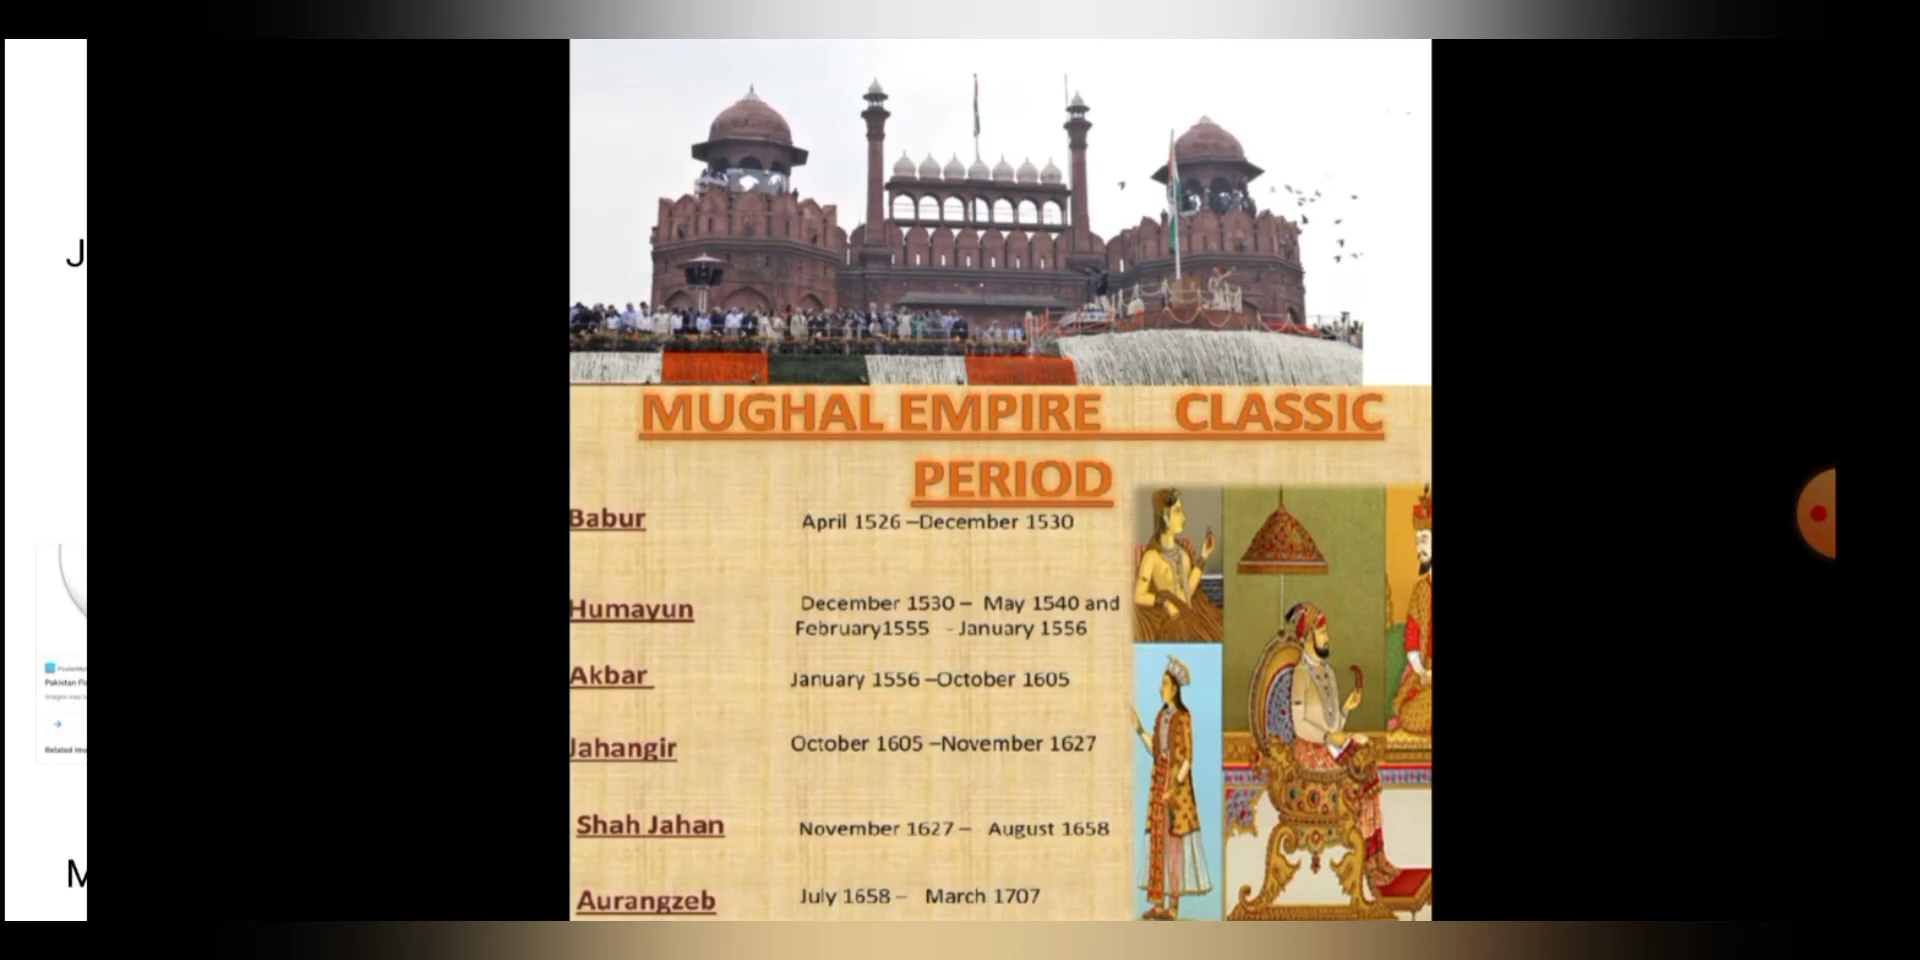 J
MUGHAL EMPIRE CLASSIC
PERIOD
Babur April 1526 –December 1530
Humayun December 1530 – May 1540 and
February1555 - January 1556
Akbar January 1556 –October 1605
Jahangir October 1605 –November 1627
Shah Jahan November 1627 – August 1658
Aurangzeb July 1658 – March 1707
Pakistan
Related
M